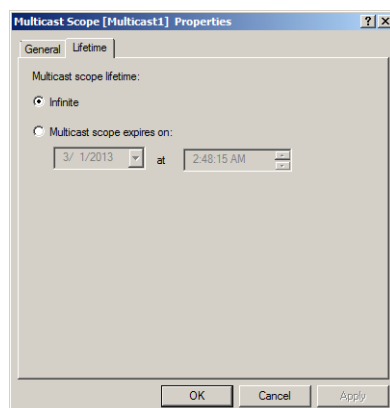 Multicast Scope [Multicast1] Properties
General Lifetime
Multicast scope lifetime:
Infinite
Multicast scope expires on:
3/ 1/2013 at 2:48:15 AM
OK Cancel Apply